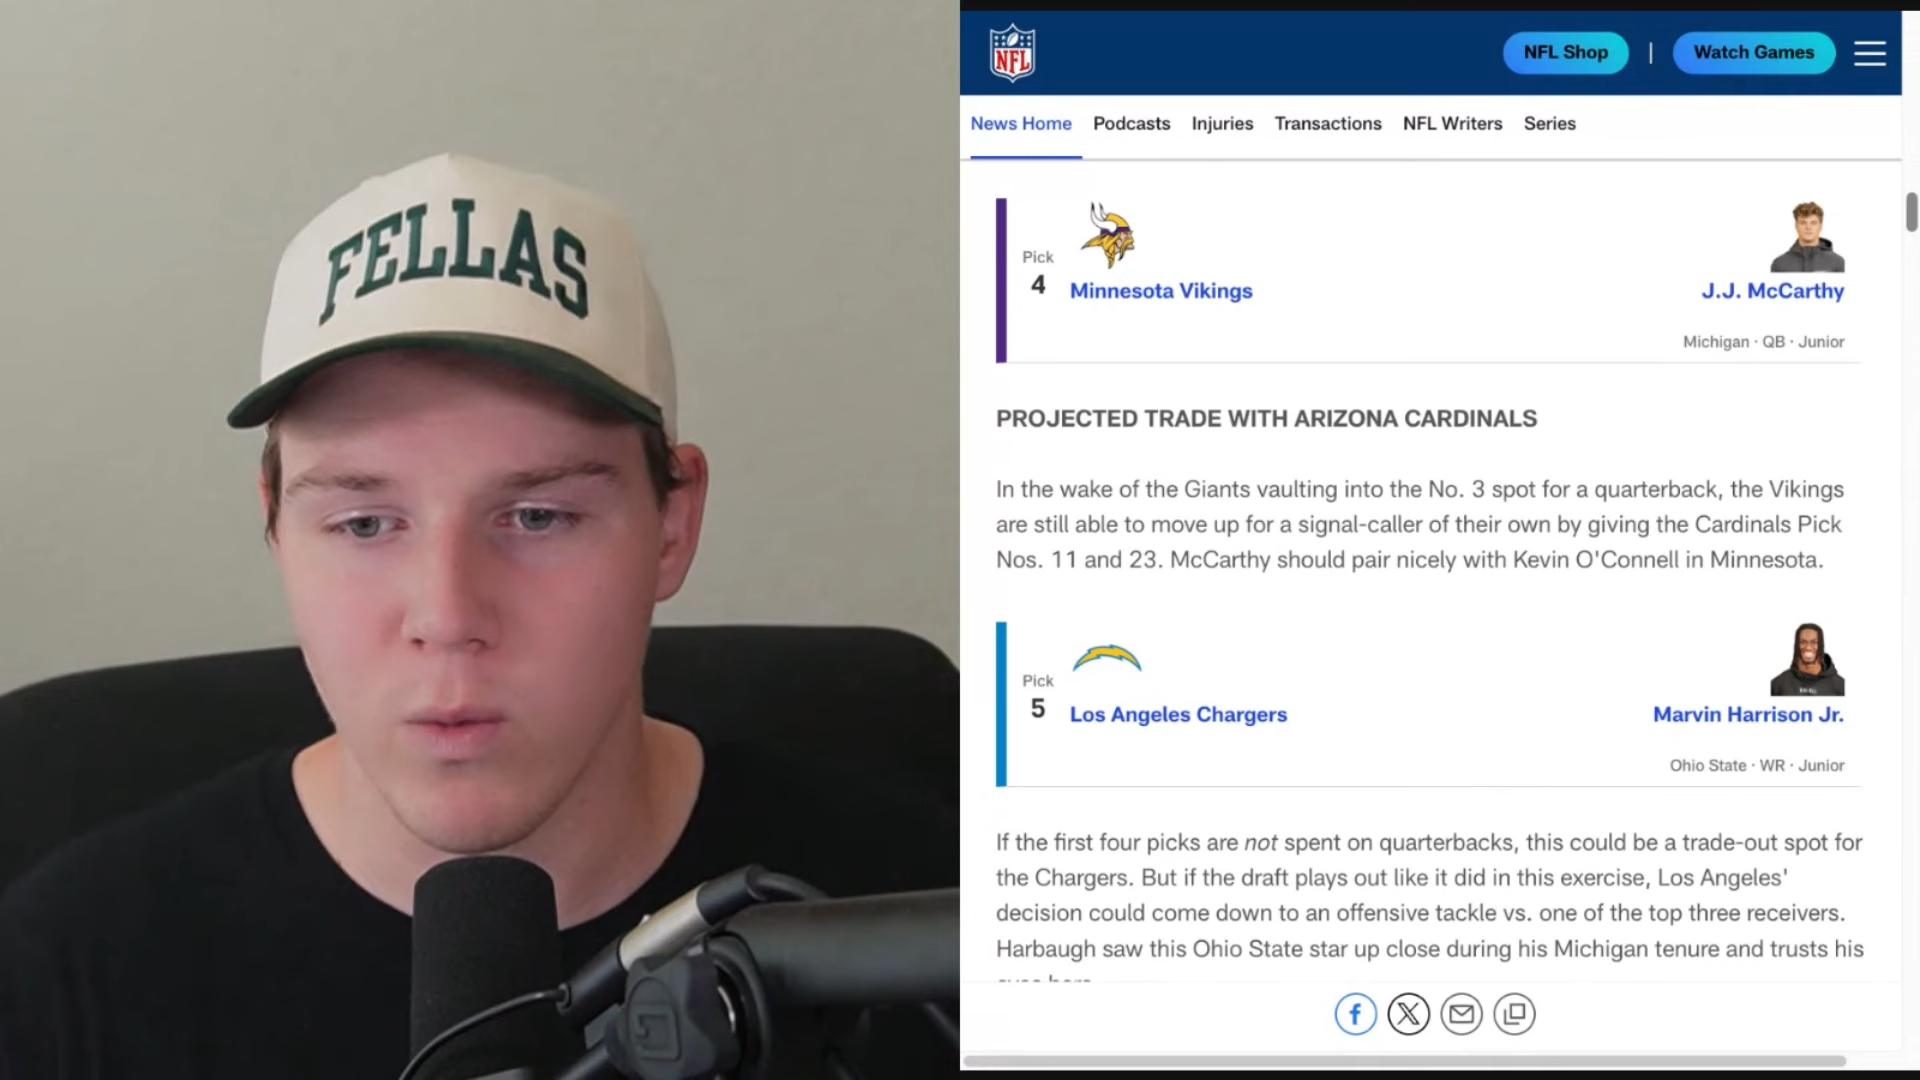 FELLAS
NFL
NFL Shop | Watch Games
News Home Podcasts Injuries Transactions NFL Writers Series
Pick
4
Minnesota Vikings
J.J. McCarthy
Michigan · QB · Junior
PROJECTED TRADE WITH ARIZONA CARDINALS
In the wake of the Giants vaulting into the No. 3 spot for a quarterback, the Vikings
are still able to move up for a signal-caller of their own by giving the Cardinals Pick
Nos. 11 and 23. McCarthy should pair nicely with Kevin O'Connell in Minnesota.
Pick
5
Los Angeles Chargers
Marvin Harrison Jr.
Ohio State · WR · Junior
If the first four picks are not spent on quarterbacks, this could be a trade-out spot for
the Chargers. But if the draft plays out like it did in this exercise, Los Angeles'
decision could come down to an offensive tackle vs. one of the top three receivers.
Harbaugh saw this Ohio State star up close during his Michigan tenure and trusts his